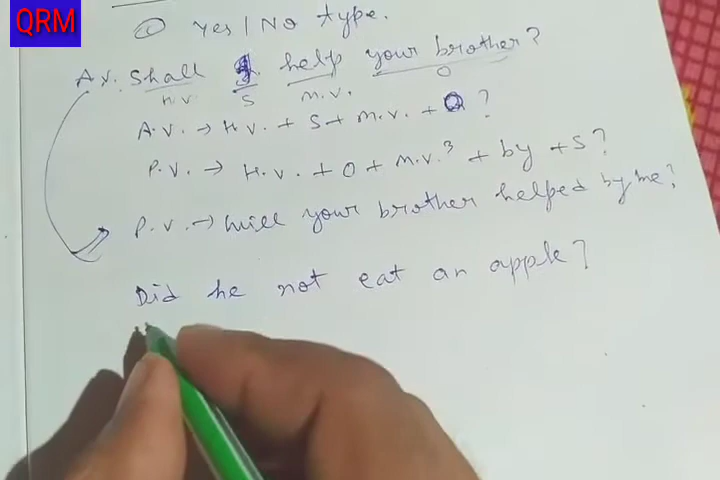 QRM
(c) Yes / No type.
A.V. Shall I help your brother?
H.V. S M.V. O
A.V. → H.V. + S + M.V. + O ?
P.V. → H.V. + O + M.V.³ + by + S ?
P.V. → Will your brother helped by me?
Did he not eat an apple?